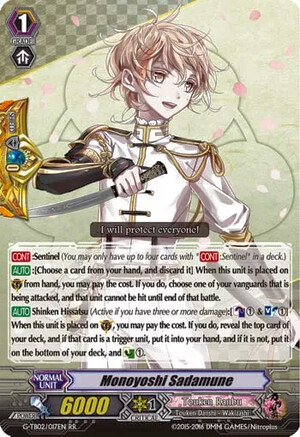 1
GRADE
I will protect everyone!
CONT:Sentinel (You may only have up to four cards with "CONT:Sentinel" in a deck.)
AUTO:[Choose a card from your hand, and discard it] When this unit is placed on
from hand, you may pay the cost. If you do, choose one of your vanguards that is
being attacked, and that unit cannot be hit until end of that battle.
AUTO:Shinken Hissatsu (Active if you have three or more damage):[
When this unit is placed on
, you may pay the cost. If you do, reveal the top card
of your deck, and if that card is a trigger unit, put it into your hand, and if it is not, put it
on the bottom of your deck, and
NORMAL
UNIT
Monoyoshi Sadamune
POWER
6000
1
CRITICAL
Touken Ranbu
Touken Danshi - Wakizashi
G-TB02/017EN RR
©2015-2016 DMM GAMES/Nitroplus